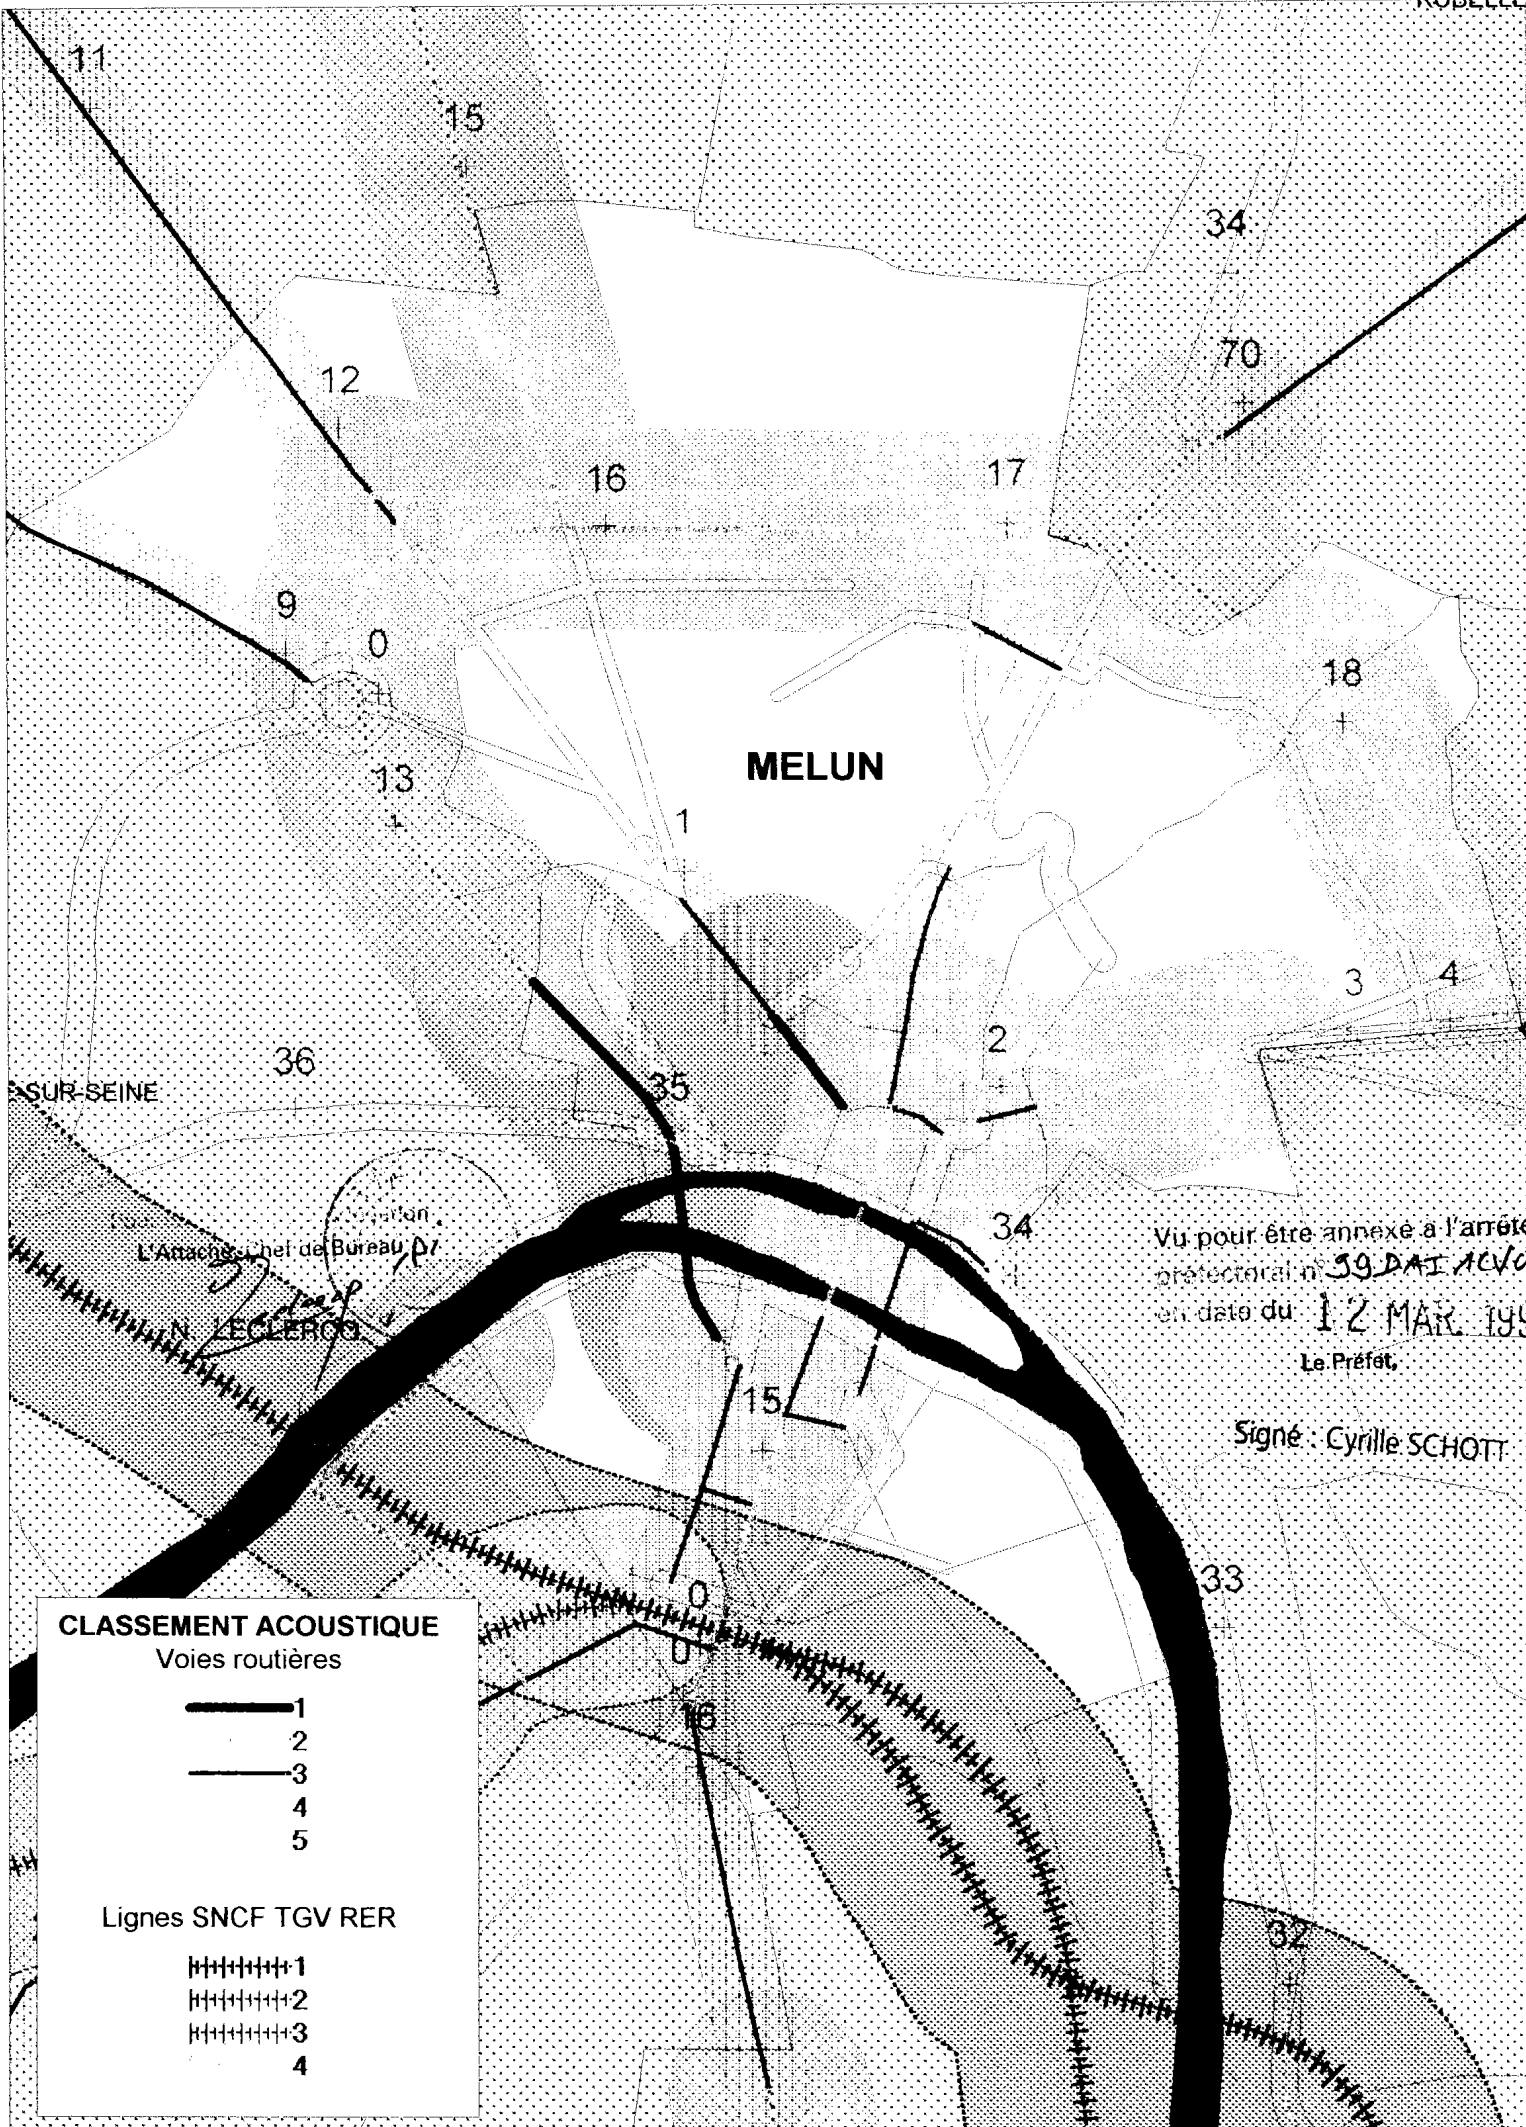 11
15
34
70
12
16
17
9
0
18
13
MELUN
1
3
4
2
36
35
SUR-SEINE
34
L'Attaché, Chef de Bureau
N. LECLERCQ
Vu pour être annexé à l'arrêté
préfectoral n° 99 DAI 1CV
en date du 12 MAR. 199
Le Préfet,
Signé : Cyrille SCHOTT
15
33
0
0
16
32
CLASSEMENT ACOUSTIQUE
Voies routières
1
2
3
4
5
Lignes SNCF TGV RER
1
2
3
4